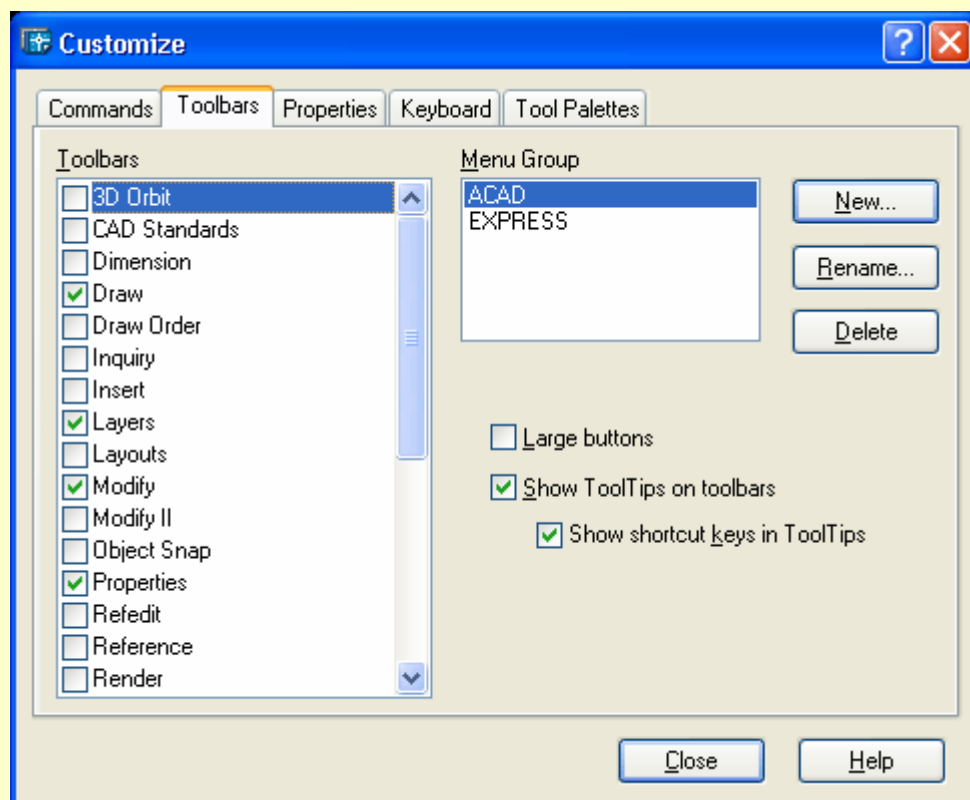 Customize
Commands Toolbars Properties Keyboard Tool Palettes
Toolbars
3D Orbit
CAD Standards
Dimension
Draw
Draw Order
Inquiry
Insert
Layers
Layouts
Modify
Modify II
Object Snap
Properties
Refedit
Reference
Render
Menu Group
ACAD
EXPRESS
New...
Rename...
Delete
Large buttons
Show ToolTips on toolbars
Show shortcut keys in ToolTips
Close Help